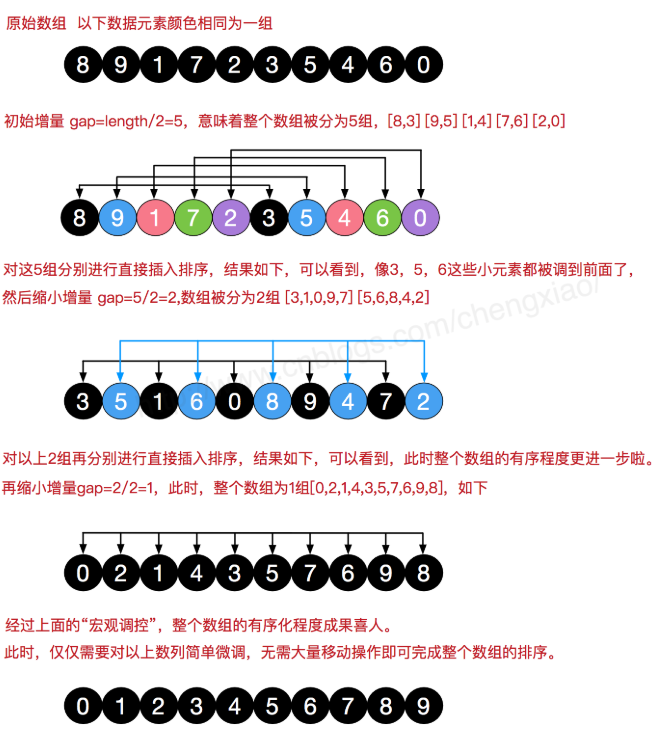 原始数组 以下数据元素颜色相同为一组
8 9 1 7 2 3 5 4 6 0
初始增量 gap=length/2=5，意味着整个数组被分为5组，[8,3][9,5][1,4][7,6][2,0]
8 9 1 7 2 3 5 4 6 0
对这5组分别进行直接插入排序，结果如下，可以看到，像3，5，6这些小元素都被调到前面了，
然后缩小增量 gap=5/2=2,数组被分为2组 [3,1,0,9,7][5,6,8,4,2]
www.cnblogs.com/chengxiao/
3 5 1 6 0 8 9 4 7 2
对以上2组再分别进行直接插入排序，结果如下，可以看到，此时整个数组的有序程度更进一步啦。
再缩小增量gap=2/2=1，此时，整个数组为1组[0,2,1,4,3,5,7,6,9,8]，如下
0 2 1 4 3 5 7 6 9 8
经过上面的“宏观调控”，整个数组的有序化程度成果喜人。
此时，仅仅需要对以上数列简单微调，无需大量移动操作即可完成整个数组的排序。
0 1 2 3 4 5 6 7 8 9